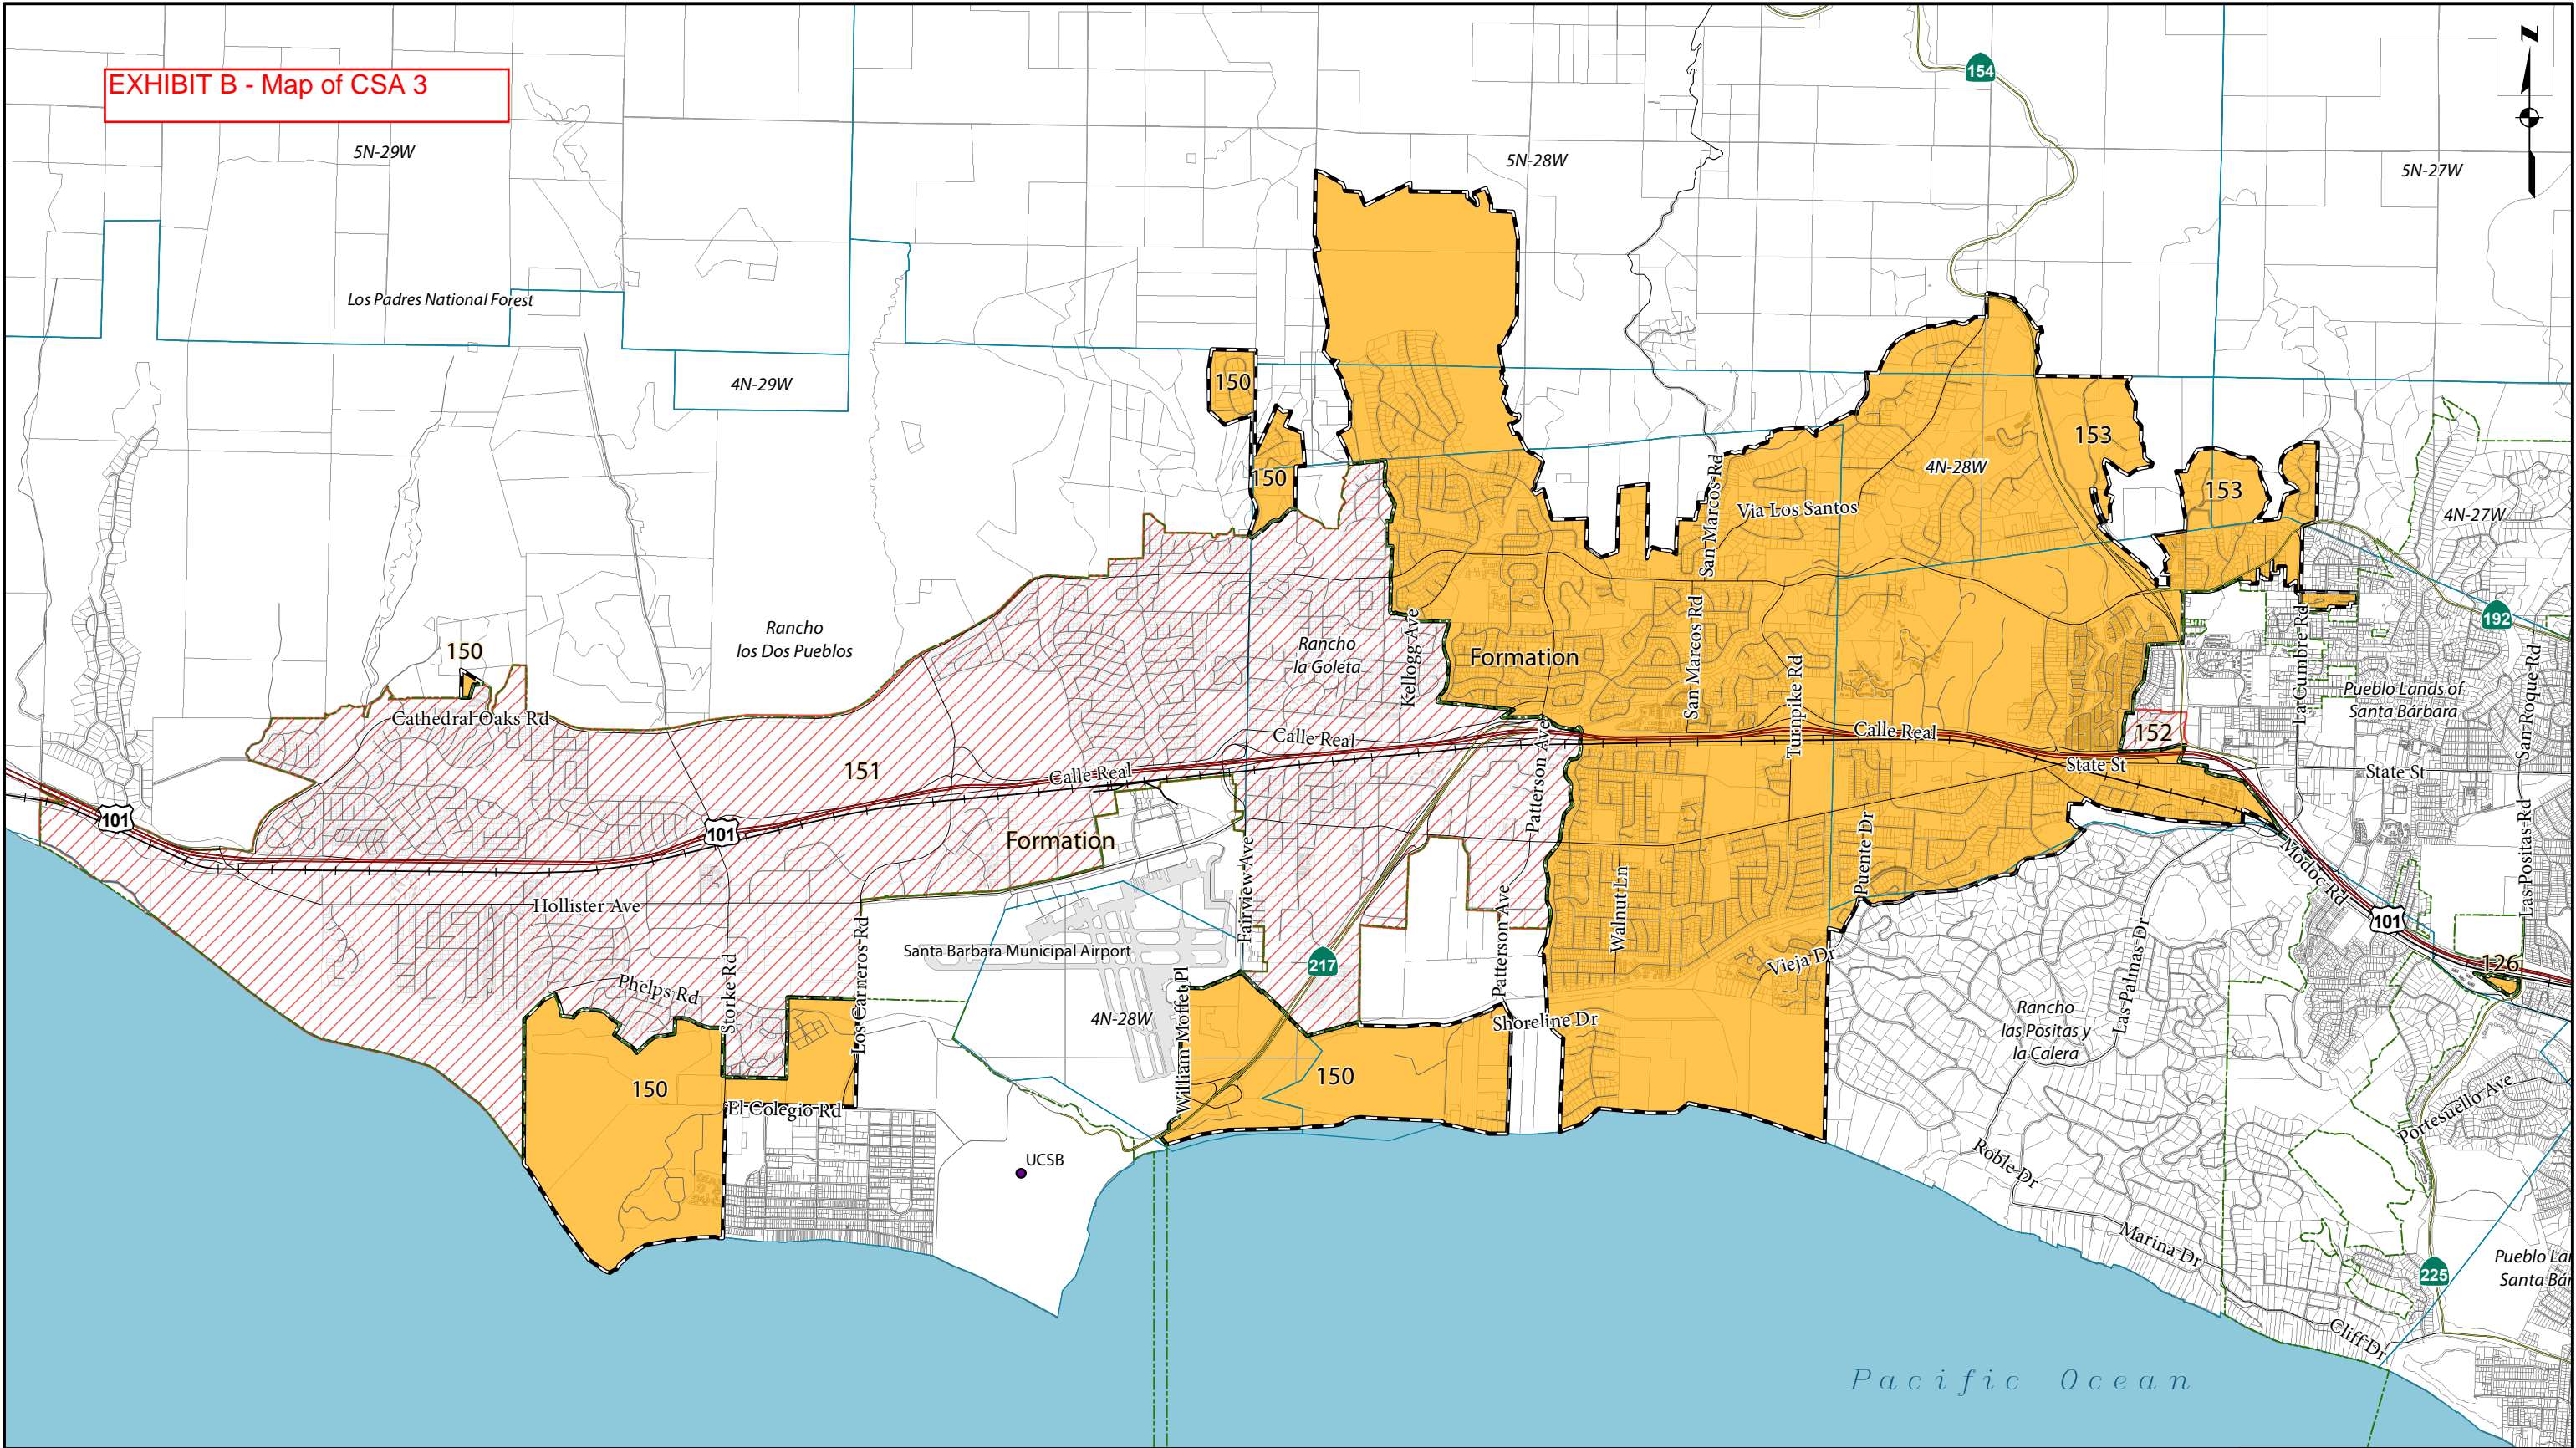 EXHIBIT B - Map of CSA 3
N
154
5N-29W
5N-28W
5N-27W
Los Padres National Forest
4N-29W
150
150
153
153
4N-28W
4N-27W
San Marcos Rd
Via Los Santos
192
Rancho
los Dos Pueblos
Rancho
la Goleta
Kellogg Ave
Formation
San Marcos Rd
Turnpike Rd
La Cumbre Rd
San Roque Rd
Pueblo Lands of
Santa Bárbara
150
Cathedral Oaks Rd
151
Calle Real
Calle Real
Calle Real
152
State St
State St
Patterson Ave
101
101
Formation
Fairview Ave
Puente Dr
Walnut Ln
Modoc Rd
Las Positas Rd
101
Hollister Ave
Los Carneros Rd
Santa Barbara Municipal Airport
217
Patterson Ave
Vieja Dr
Las Palmas Dr
126
Phelps Rd
Storke Rd
William Moffet Pl
4N-28W
Shoreline Dr
Rancho
las Positas y
la Calera
150
150
El Colegio Rd
Portesuello Ave
UCSB
Roble Dr
Marina Dr
225
Pueblo La
Santa Bá
Cliff Dr
Pacific Ocean